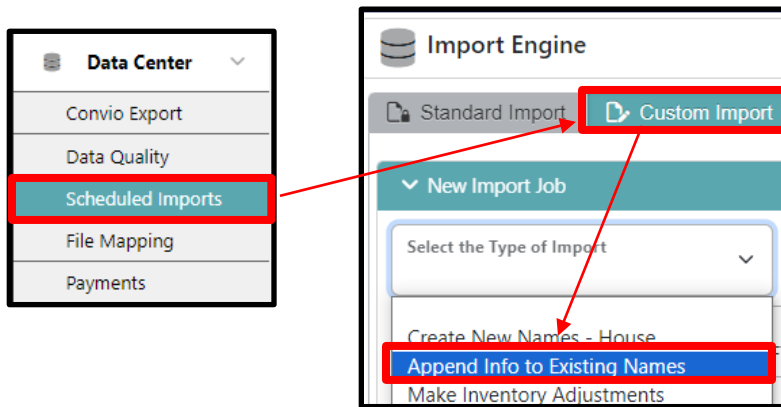 Data Center
Convio Export
Data Quality
Scheduled Imports
File Mapping
Payments
Import Engine
Standard Import
Custom Import
New Import Job
Select the Type of Import
Create New Names - House
Append Info to Existing Names
Make Inventory Adjustments